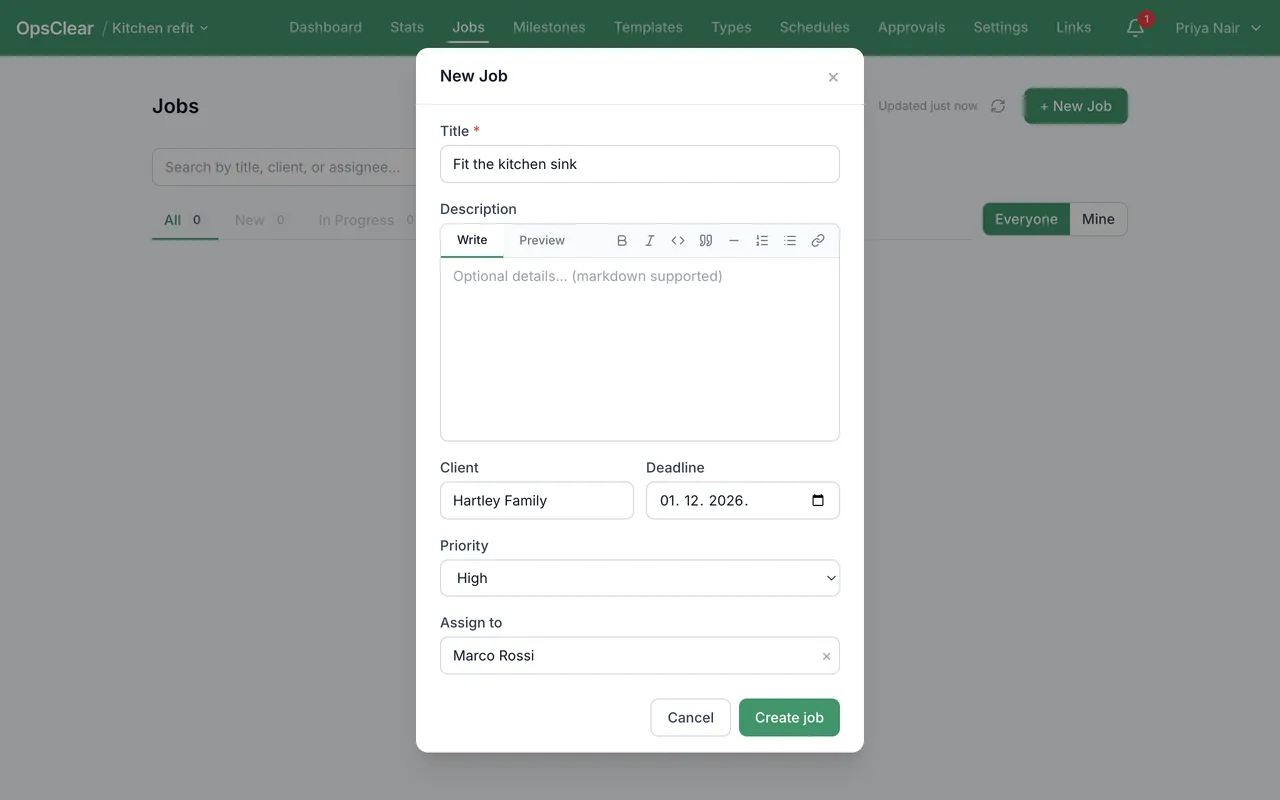 OpsClear / Kitchen refit Dashboard Stats Jobs Milestones Templates Types Schedules Approvals Settings Links 1 Priya Nair
Jobs
Updated just now
+ New Job
Search by title, client, or assignee...
All 0 New 0 In Progress 0
Everyone Mine
New Job
Title *
Fit the kitchen sink
Description
Write Preview
Optional details... (markdown supported)
Client Deadline
Hartley Family 01. 12. 2026.
Priority
High
Assign to
Marco Rossi
Cancel Create job